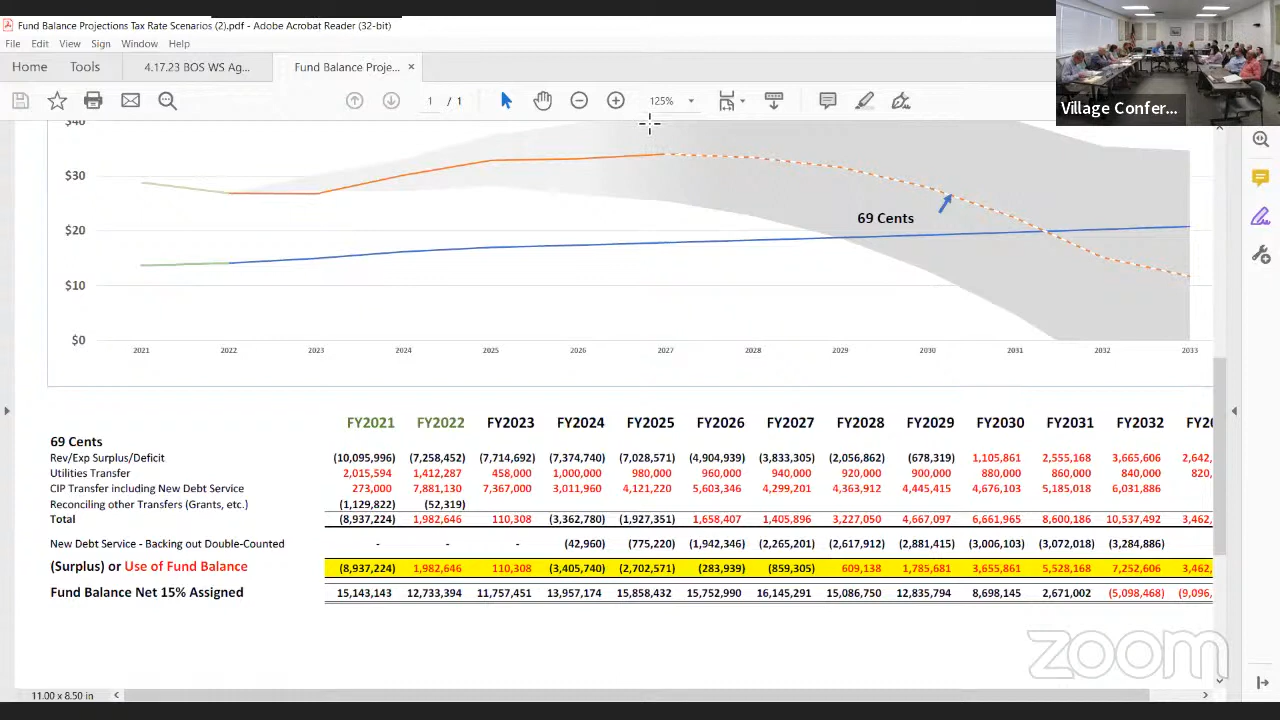 Fund Balance Projections Tax Rate Scenarios (2).pdf - Adobe Acrobat Reader (32-bit)
File Edit View Sign Window Help
Home Tools 4.17.23 BOS WS Ag... Fund Balance Proje... ×
1 / 1 125%
Village Confer...
$40
$30
$20
$10
$0
69 Cents
2021 2022 2023 2024 2025 2026 2027 2028 2029 2030 2031 2032 2033
FY2021 FY2022 FY2023 FY2024 FY2025 FY2026 FY2027 FY2028 FY2029 FY2030 FY2031 FY2032 FY20
69 Cents
Rev/Exp Surplus/Deficit (10,095,996) (7,258,452) (7,714,692) (7,374,740) (7,028,571) (4,904,939) (3,833,305) (2,056,862) (678,319) 1,105,861 2,555,168 3,665,606 2,642,
Utilities Transfer 2,015,594 1,412,287 458,000 1,000,000 980,000 960,000 940,000 920,000 900,000 880,000 860,000 840,000 820,
CIP Transfer including New Debt Service 273,000 7,881,130 7,367,000 3,011,960 4,121,220 5,603,346 4,299,201 4,363,912 4,445,415 4,676,103 5,185,018 6,031,886
Reconciling other Transfers (Grants, etc.) (1,129,822) (52,319)
Total (8,937,224) 1,982,646 110,308 (3,362,780) (1,927,351) 1,658,407 1,405,896 3,227,050 4,667,097 6,661,965 8,600,186 10,537,492 3,462,
New Debt Service - Backing out Double-Counted - - - (42,960) (775,220) (1,942,346) (2,265,201) (2,617,912) (2,881,415) (3,006,103) (3,072,018) (3,284,886)
(Surplus) or Use of Fund Balance (8,937,224) 1,982,646 110,308 (3,405,740) (2,702,571) (283,939) (859,305) 609,138 1,785,681 3,655,861 5,528,168 7,252,606 3,462,
Fund Balance Net 15% Assigned 15,143,143 12,733,394 11,757,451 13,957,174 15,858,432 15,752,990 16,145,291 15,086,750 12,835,794 8,698,145 2,671,002 (5,098,468) (9,096,
zoom
11.00 x 8.50 in